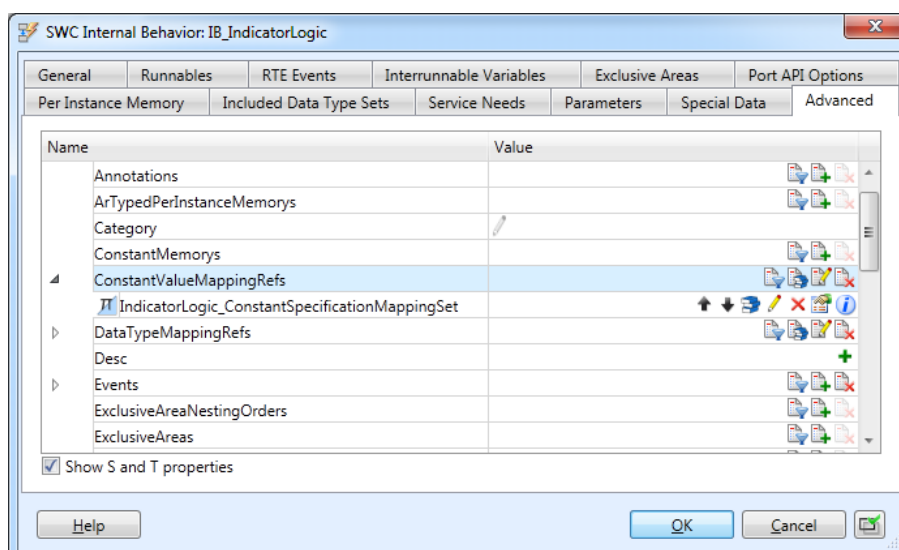 SWC Internal Behavior: IB_IndicatorLogic
General Runnables RTE Events Interrunnable Variables Exclusive Areas Port API Options
Per Instance Memory Included Data Type Sets Service Needs Parameters Special Data Advanced
Name Value
Annotations
ArTypedPerInstanceMemorys
Category
ConstantMemorys
ConstantValueMappingRefs
IndicatorLogic_ConstantSpecificationMappingSet
DataTypeMappingRefs
Desc
Events
ExclusiveAreaNestingOrders
ExclusiveAreas
Show S and T properties
Help OK Cancel